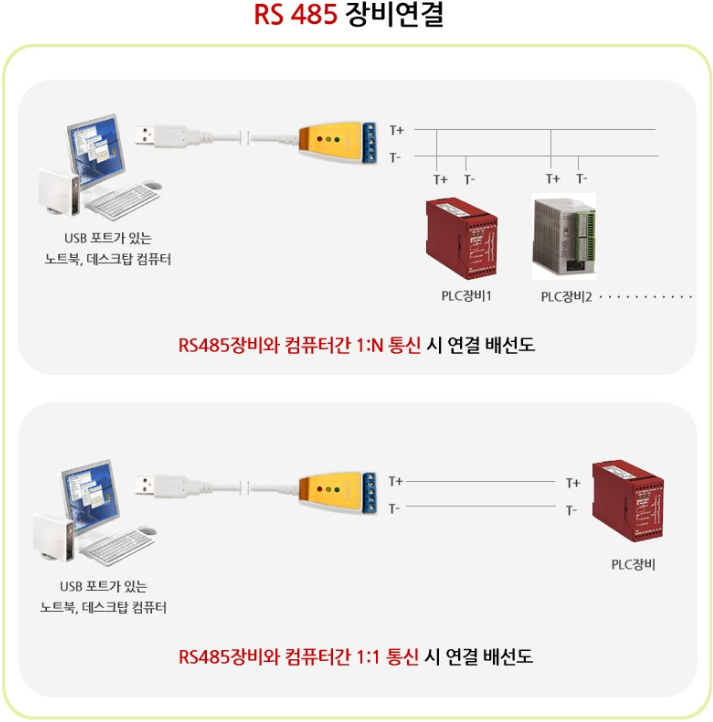 RS 485 장비연결
T+
T-
T+ T- T+ T-
USB 포트가 있는
노트북, 데스크탑 컴퓨터
PLC장비1 PLC장비2
RS485장비와 컴퓨터간 1:N 통신 시 연결 배선도
T+ T+
T- T-
PLC장비
USB 포트가 있는
노트북, 데스크탑 컴퓨터
RS485장비와 컴퓨터간 1:1 통신 시 연결 배선도